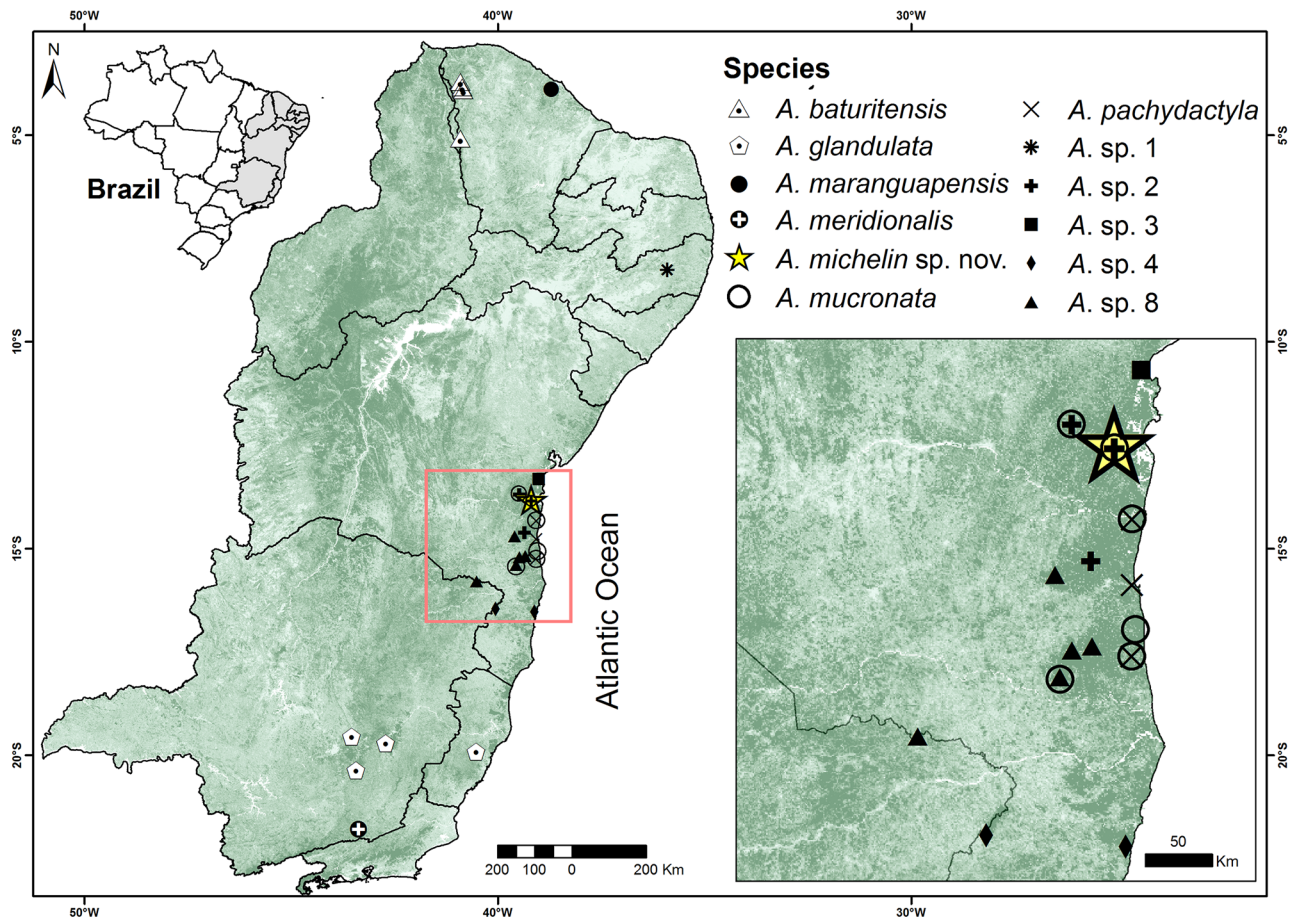 50°W 40°W 30°W
N
Brazil
Species
A. baturitensis
A. glandulata
A. maranguapensis
A. meridionalis
A. michelin sp. nov.
A. mucronata
A. pachydactyla
A. sp. 1
A. sp. 2
A. sp. 3
A. sp. 4
A. sp. 8
5°S 5°S
10°S 10°S
15°S 15°S
20°S 20°S
Atlantic Ocean
200 100 0 200 Km
50
Km
50°W 40°W 30°W